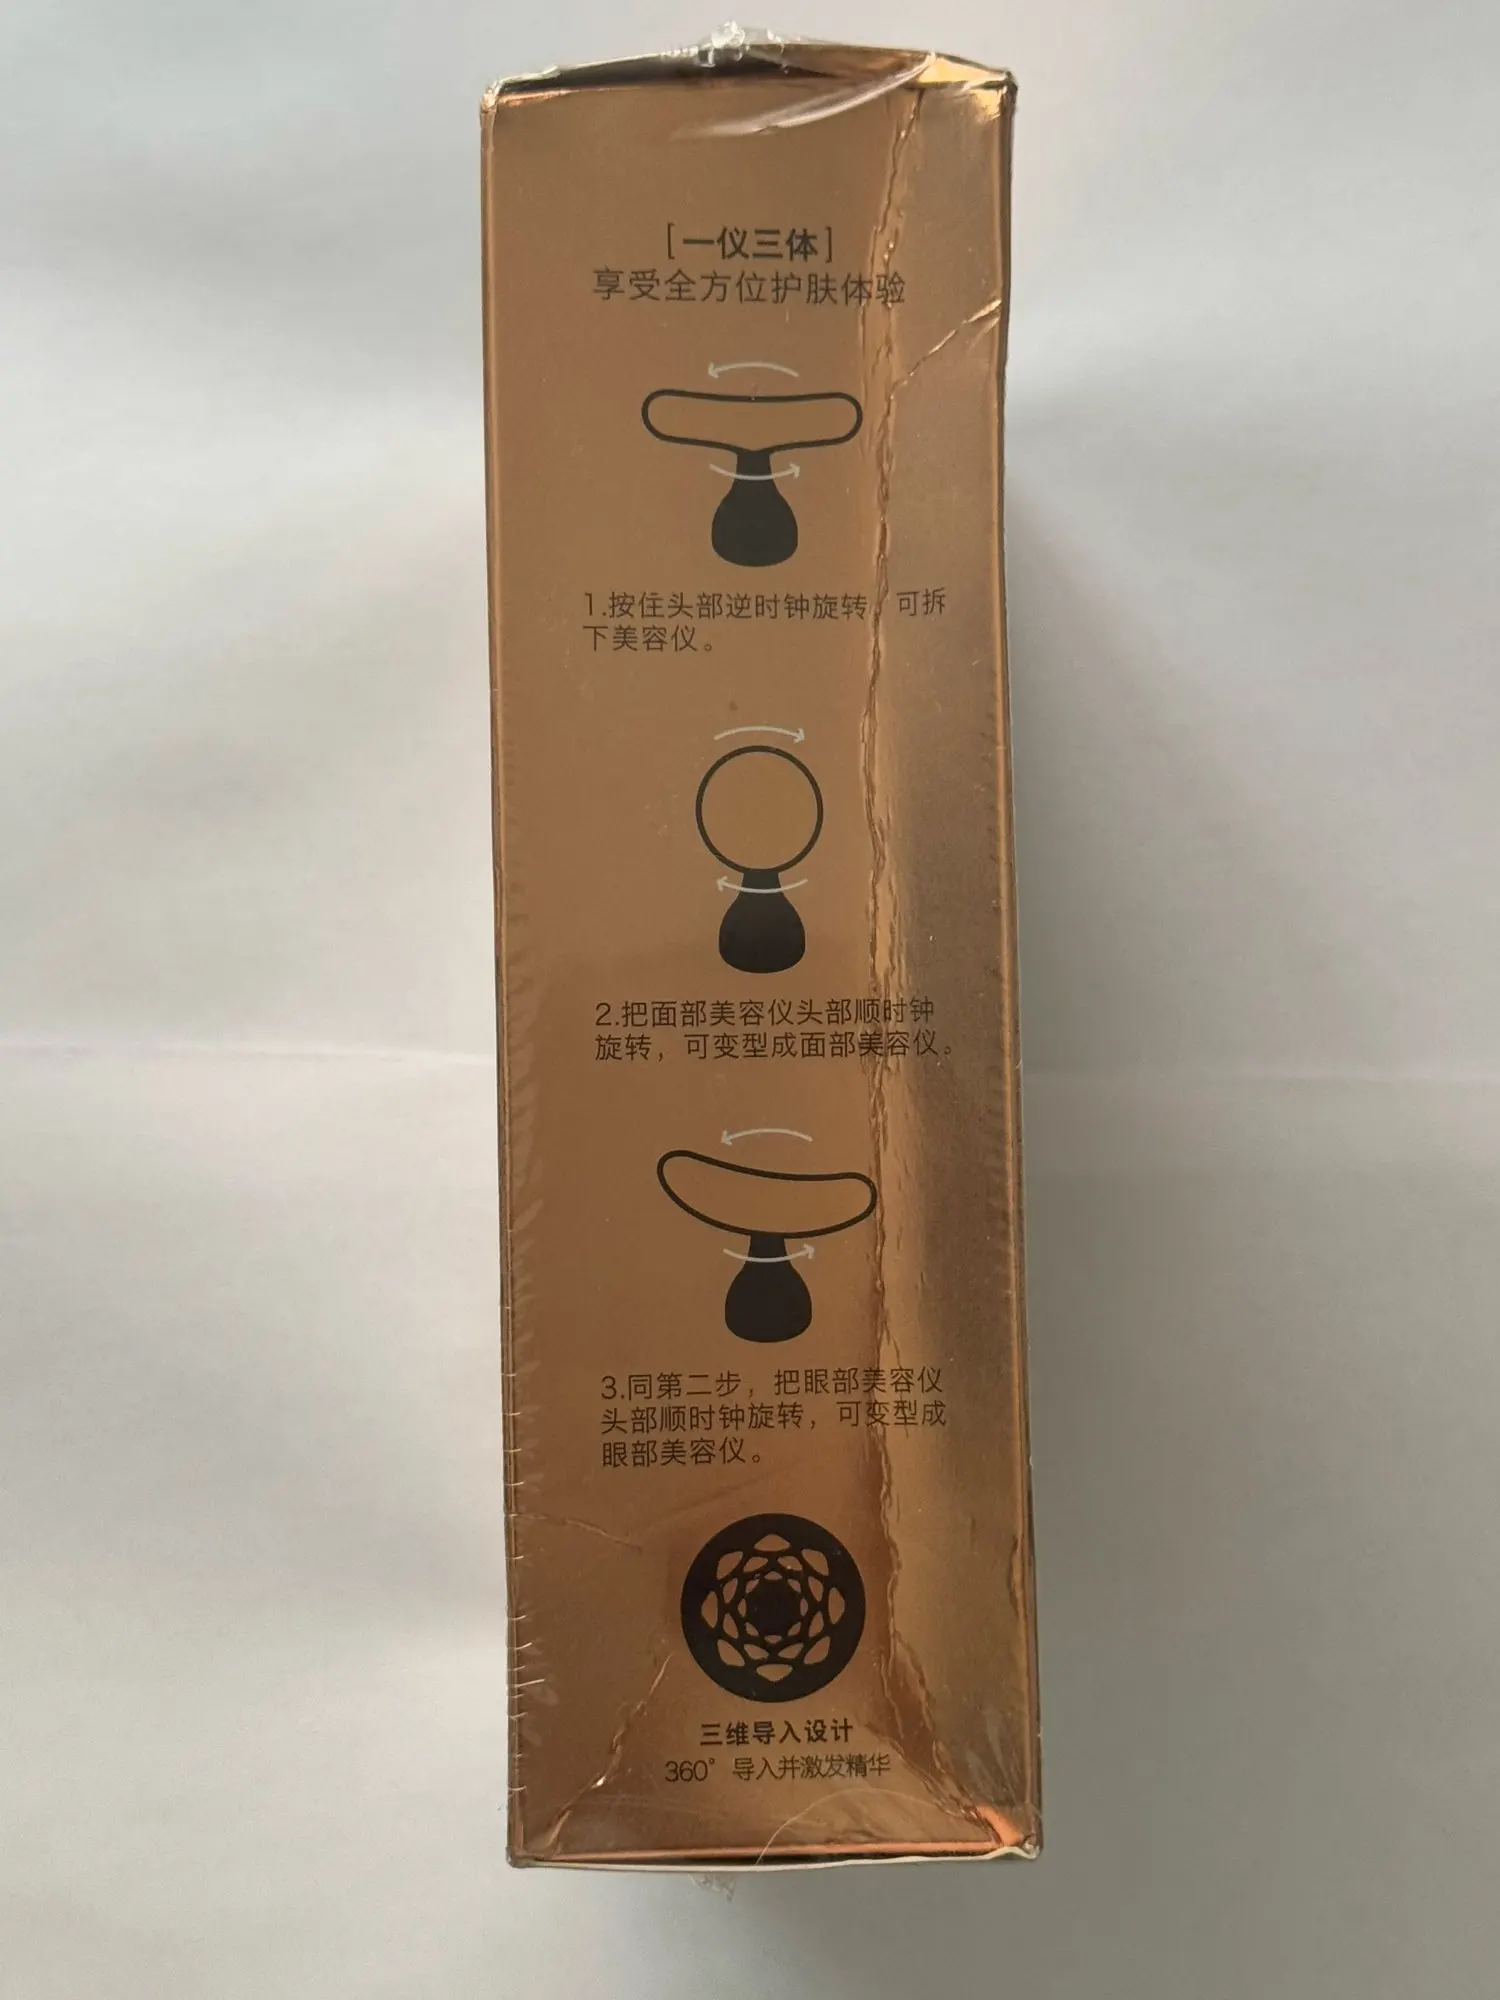 [一仪三体]
享受全方位护肤体验
1.按住头部逆时钟旋转，可拆
下美容仪。
2.把面部美容仪头部顺时钟
旋转，可变型成面部美容仪。
3.同第二步，把眼部美容仪
头部顺时钟旋转，可变型成
眼部美容仪。
三维导入设计
360° 导入并激发精华